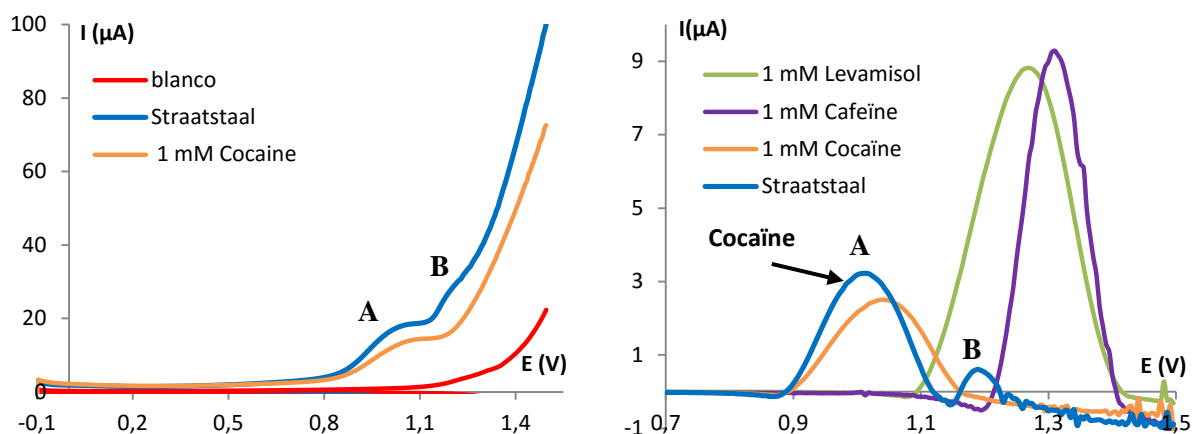 I (µA)
100
80
60
40
20
0
-0,1
0,2
0,5
0,8
1,1
1,4
E (V)
blanco
Straatstaal
1 mM Cocaine
A
B
I(µA)
9
7
5
3
1
-1
0,7
0,9
1,1
1,3
1,5
E (V)
1 mM Levamisol
1 mM Cafeïne
1 mM Cocaïne
Straatstaal
Cocaïne
A
B